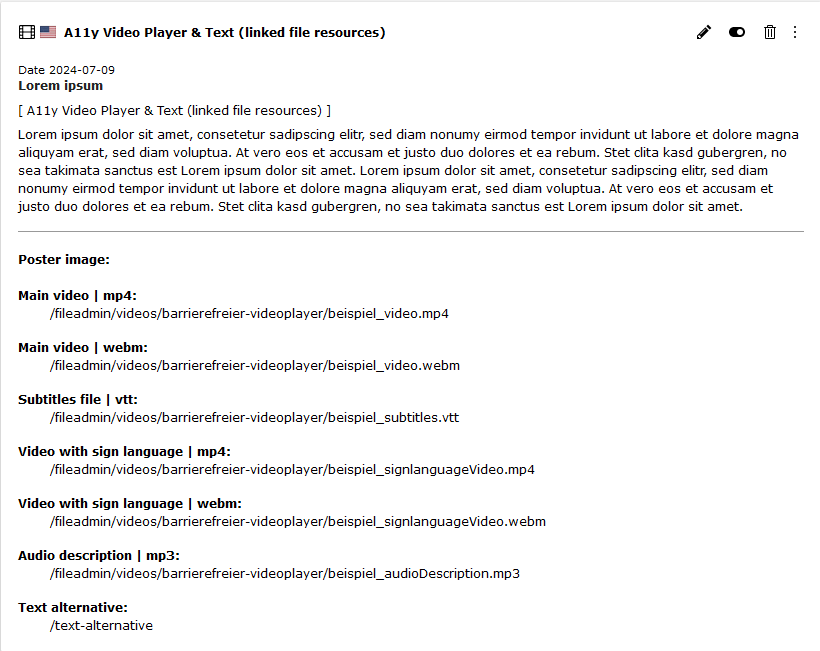 A11y Video Player & Text (linked file resources)
Date 2024-07-09
Lorem ipsum
[ A11y Video Player & Text (linked file resources) ]
Lorem ipsum dolor sit amet, consetetur sadipscing elitr, sed diam nonumy eirmod tempor invidunt ut labore et dolore magna
aliquyam erat, sed diam voluptua. At vero eos et accusam et justo duo dolores et ea rebum. Stet clita kasd gubergren, no
sea takimata sanctus est Lorem ipsum dolor sit amet. Lorem ipsum dolor sit amet, consetetur sadipscing elitr, sed diam
nonumy eirmod tempor invidunt ut labore et dolore magna aliquyam erat, sed diam voluptua. At vero eos et accusam et
justo duo dolores et ea rebum. Stet clita kasd gubergren, no sea takimata sanctus est Lorem ipsum dolor sit amet.
Poster image:
Main video | mp4:
/fileadmin/videos/barrierefreier-videoplayer/beispiel_video.mp4
Main video | webm:
/fileadmin/videos/barrierefreier-videoplayer/beispiel_video.webm
Subtitles file | vtt:
/fileadmin/videos/barrierefreier-videoplayer/beispiel_subtitles.vtt
Video with sign language | mp4:
/fileadmin/videos/barrierefreier-videoplayer/beispiel_signlanguageVideo.mp4
Video with sign language | webm:
/fileadmin/videos/barrierefreier-videoplayer/beispiel_signlanguageVideo.webm
Audio description | mp3:
/fileadmin/videos/barrierefreier-videoplayer/beispiel_audioDescription.mp3
Text alternative:
/text-alternative